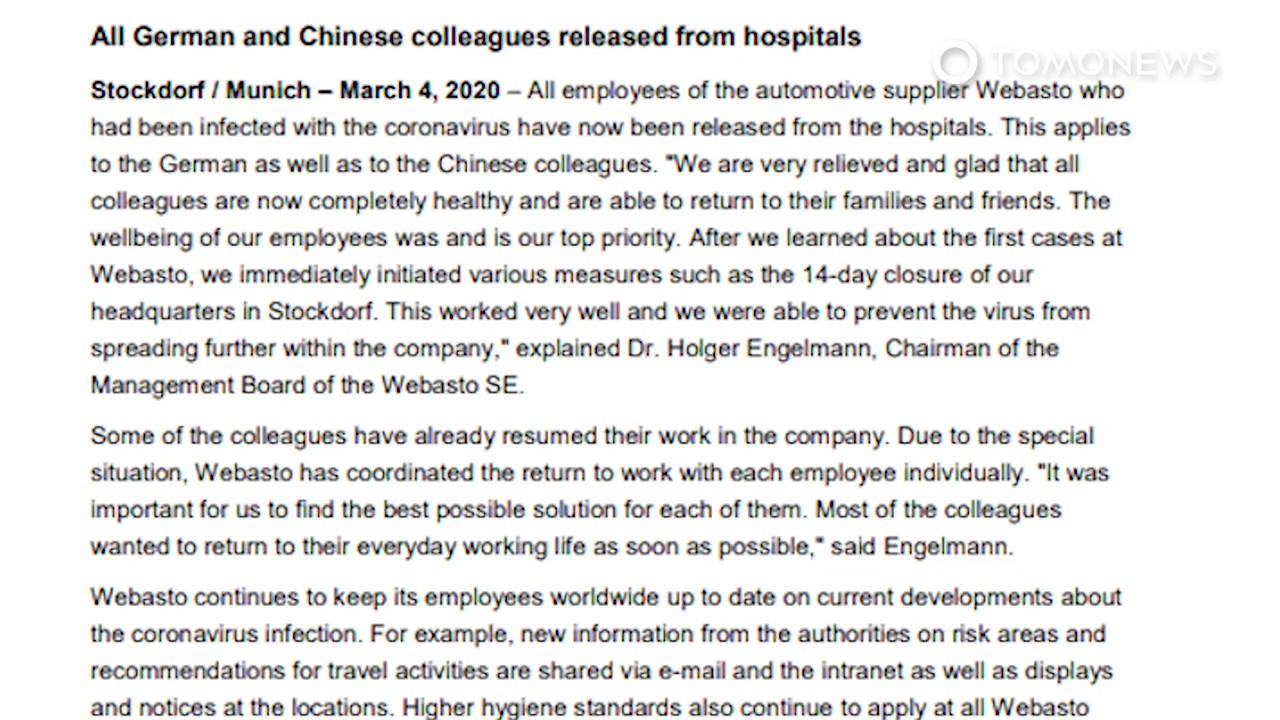 All German and Chinese colleagues released from hospitals
TOMONEWS
Stockdorf / Munich – March 4, 2020 – All employees of the automotive supplier Webasto who
had been infected with the coronavirus have now been released from the hospitals. This applies
to the German as well as to the Chinese colleagues. "We are very relieved and glad that all
colleagues are now completely healthy and are able to return to their families and friends. The
wellbeing of our employees was and is our top priority. After we learned about the first cases at
Webasto, we immediately initiated various measures such as the 14-day closure of our
headquarters in Stockdorf. This worked very well and we were able to prevent the virus from
spreading further within the company," explained Dr. Holger Engelmann, Chairman of the
Management Board of the Webasto SE.
Some of the colleagues have already resumed their work in the company. Due to the special
situation, Webasto has coordinated the return to work with each employee individually. "It was
important for us to find the best possible solution for each of them. Most of the colleagues
wanted to return to their everyday working life as soon as possible," said Engelmann.
Webasto continues to keep its employees worldwide up to date on current developments about
the coronavirus infection. For example, new information from the authorities on risk areas and
recommendations for travel activities are shared via e-mail and the intranet as well as displays
and notices at the locations. Higher hygiene standards also continue to apply at all Webasto